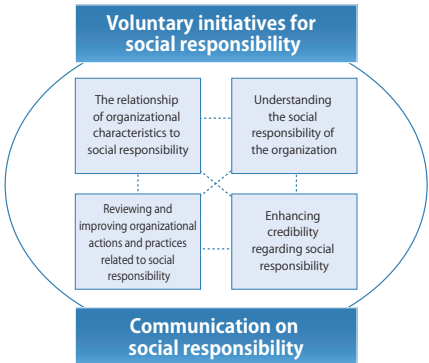 Voluntary initiatives for
social responsibility
The relationship
of organizational
characteristics to
social responsibility
Understanding
the social
responsibility of
the organization
Reviewing and
improving organizational
actions and practices
related to social
responsibility
Enhancing
credibility
regarding social
responsibility
Communication on
social responsibility